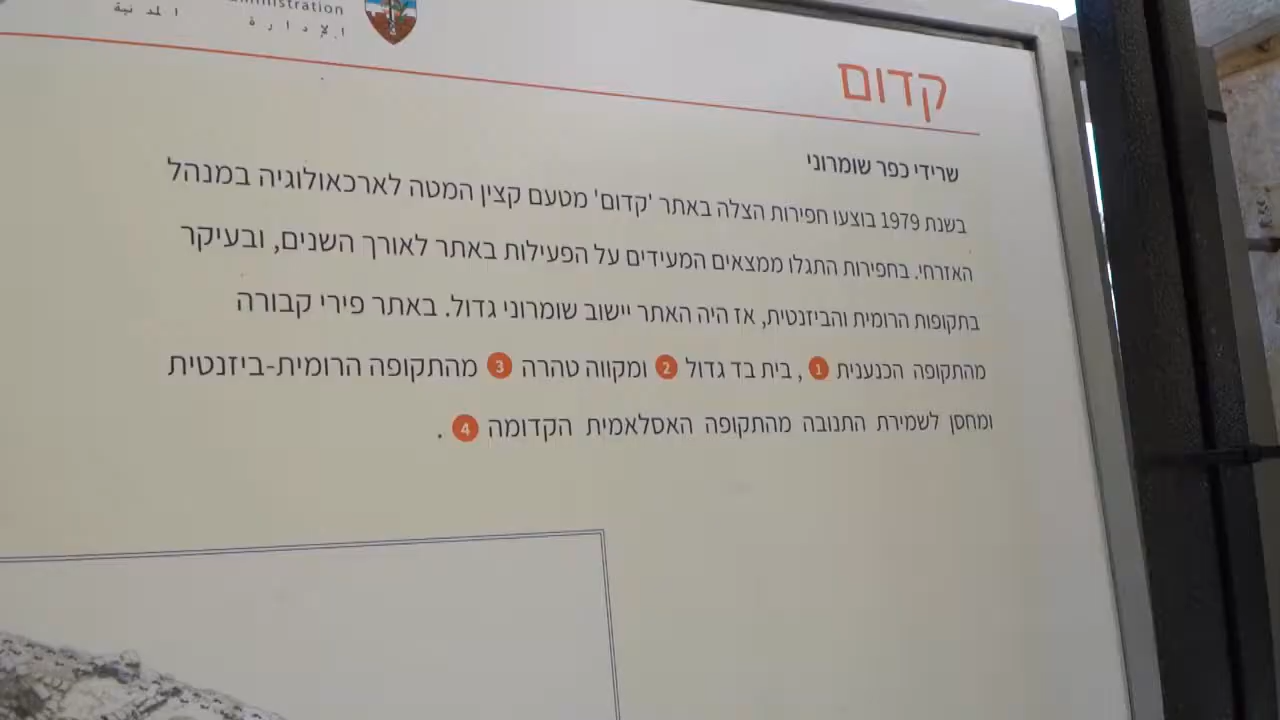 الإدارة المدنية
קדום
שרידי כפר שומרוני
בשנת 1979 בוצעו חפירות הצלה באתר 'קדום' מטעם קצין המטה לארכאולוגיה במנהל
האזרחי. בחפירות התגלו ממצאים המעידים על הפעילות באתר לאורך השנים, ובעיקר
בתקופות הרומית והביזנטית, אז היה האתר יישוב שומרוני גדול. באתר פירי קבורה
מהתקופה הכנענית 1 , בית בד גדול 2 ומקווה טהרה 3 מהתקופה הרומית-ביזנטית
ומחסן לשמירת התנובה מהתקופה האסלאמית הקדומה 4 .